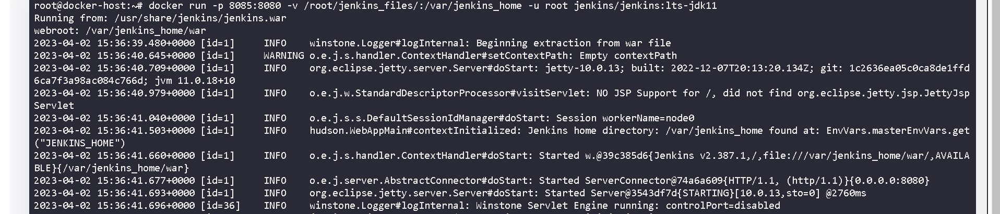 root@docker-host:~# docker run -p 8085:8080 -v /root/jenkins_files/:/var/jenkins_home -u root jenkins/jenkins:lts-jdk11
Running from: /usr/share/jenkins/jenkins.war
webroot: /var/jenkins_home/war
2023-04-02 15:36:39.480+0000 [id=1]     INFO    winstone.Logger#logInternal: Beginning extraction from war file
2023-04-02 15:36:40.645+0000 [id=1]     WARNING o.e.j.s.handler.ContextHandler#setContextPath: Empty contextPath
2023-04-02 15:36:40.709+0000 [id=1]     INFO    org.eclipse.jetty.server.Server#doStart: jetty-10.0.13; built: 2022-12-07T20:13:20.134Z; git: 1c2636ea05c0ca8de1ffd
6ca7f3a98ac084c766d; jvm 11.0.18+10
2023-04-02 15:36:40.979+0000 [id=1]     INFO    o.e.j.w.StandardDescriptorProcessor#visitServlet: NO JSP Support for /, did not find org.eclipse.jetty.jsp.JettyJsp
Servlet
2023-04-02 15:36:41.040+0000 [id=1]     INFO    o.e.j.s.s.DefaultSessionIdManager#doStart: Session workerName=node0
2023-04-02 15:36:41.503+0000 [id=1]     INFO    hudson.WebAppMain#contextInitialized: Jenkins home directory: /var/jenkins_home found at: EnvVars.masterEnvVars.get
("JENKINS_HOME")
2023-04-02 15:36:41.660+0000 [id=1]     INFO    o.e.j.s.handler.ContextHandler#doStart: Started w.@39c385d6{Jenkins v2.387.1,/,file:///var/jenkins_home/war/,AVAILA
BLE}{/var/jenkins_home/war}
2023-04-02 15:36:41.677+0000 [id=1]     INFO    o.e.j.server.AbstractConnector#doStart: Started ServerConnector@74a6a609{HTTP/1.1, (http/1.1)}{0.0.0.0:8080}
2023-04-02 15:36:41.693+0000 [id=1]     INFO    org.eclipse.jetty.server.Server#doStart: Started Server@3543df7d{STARTING}[10.0.13,sto=0] @2760ms
2023-04-02 15:36:41.696+0000 [id=36]    INFO    winstone.Logger#logInternal: Winstone Servlet Engine running: controlPort=disabled